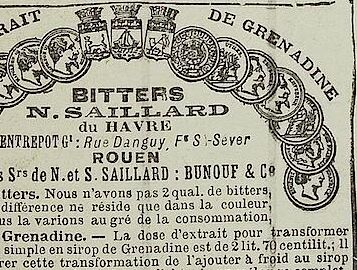 RAIT DE GRENADINE
BITTERS
N. SAILLARD
du HAVRE
ENTREPOT Gl : Rue Danguy, Fg St-Sever
ROUEN
s Srs de N. et S. SAILLARD : BUNOUF & Co
tters. Nous n'avons pas 2 qual. de bitters,
différence ne réside que dans la couleur,
us la varions au gré de la consommation,
Grenadine. — La dose d'extrait pour transformer
simple en sirop de Grenadine est de 2 lit. 70 centilit.; Il
rer cette transformation de l'ajouter à froid au sirop